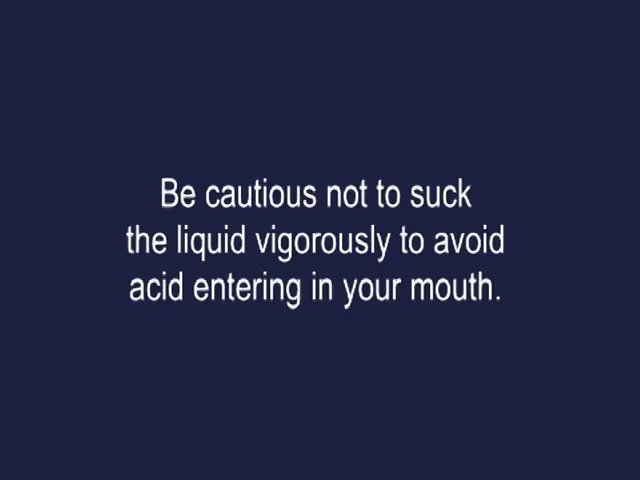 Be cautious not to suck
the liquid vigorously to avoid
acid entering in your mouth.